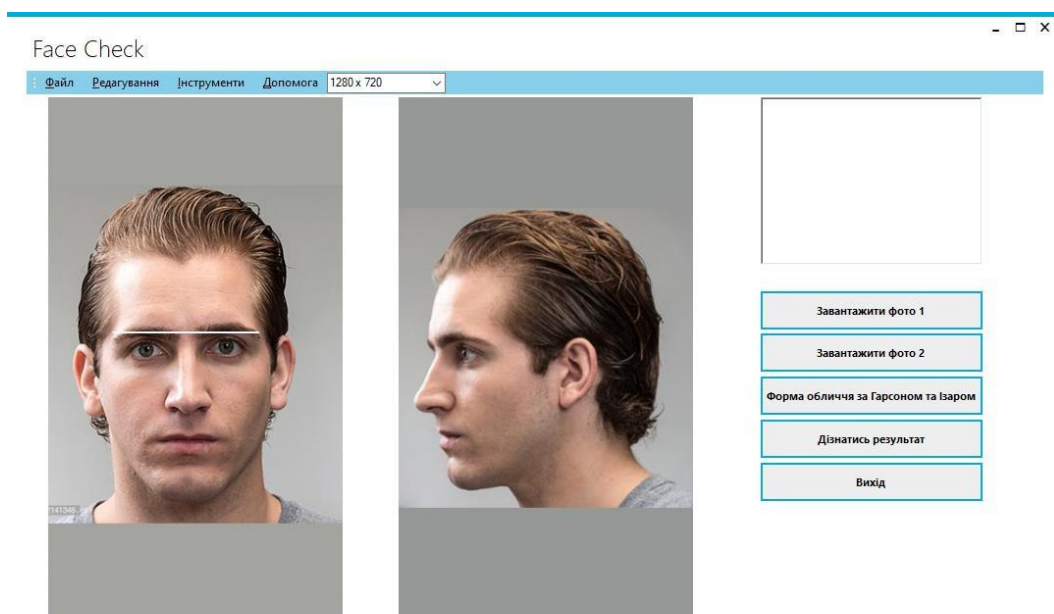 Face Check
Файл Редагування Інструменти Допомога 1280 x 720
Завантажити фото 1
Завантажити фото 2
Форма обличчя за Гарсоном та Ізаром
Дізнатись результат
Вихід